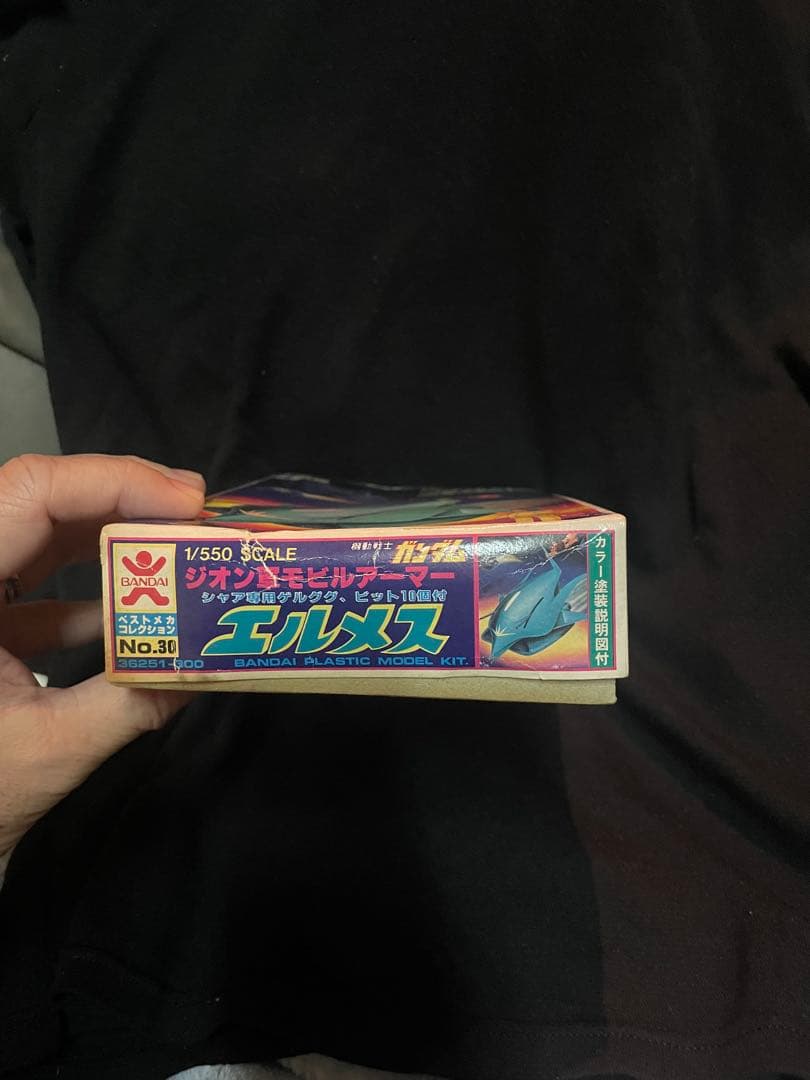 BANDAI
ベストメカ
コレクション
No.30
36251-300
1/550 SCALE
機動戦士 ガンダム
ジオン軍モビルアーマー
シャア専用ゲルググ、ビット10個付
エルメス
BANDAI PLASTIC MODEL KIT.
カラー塗装説明図付